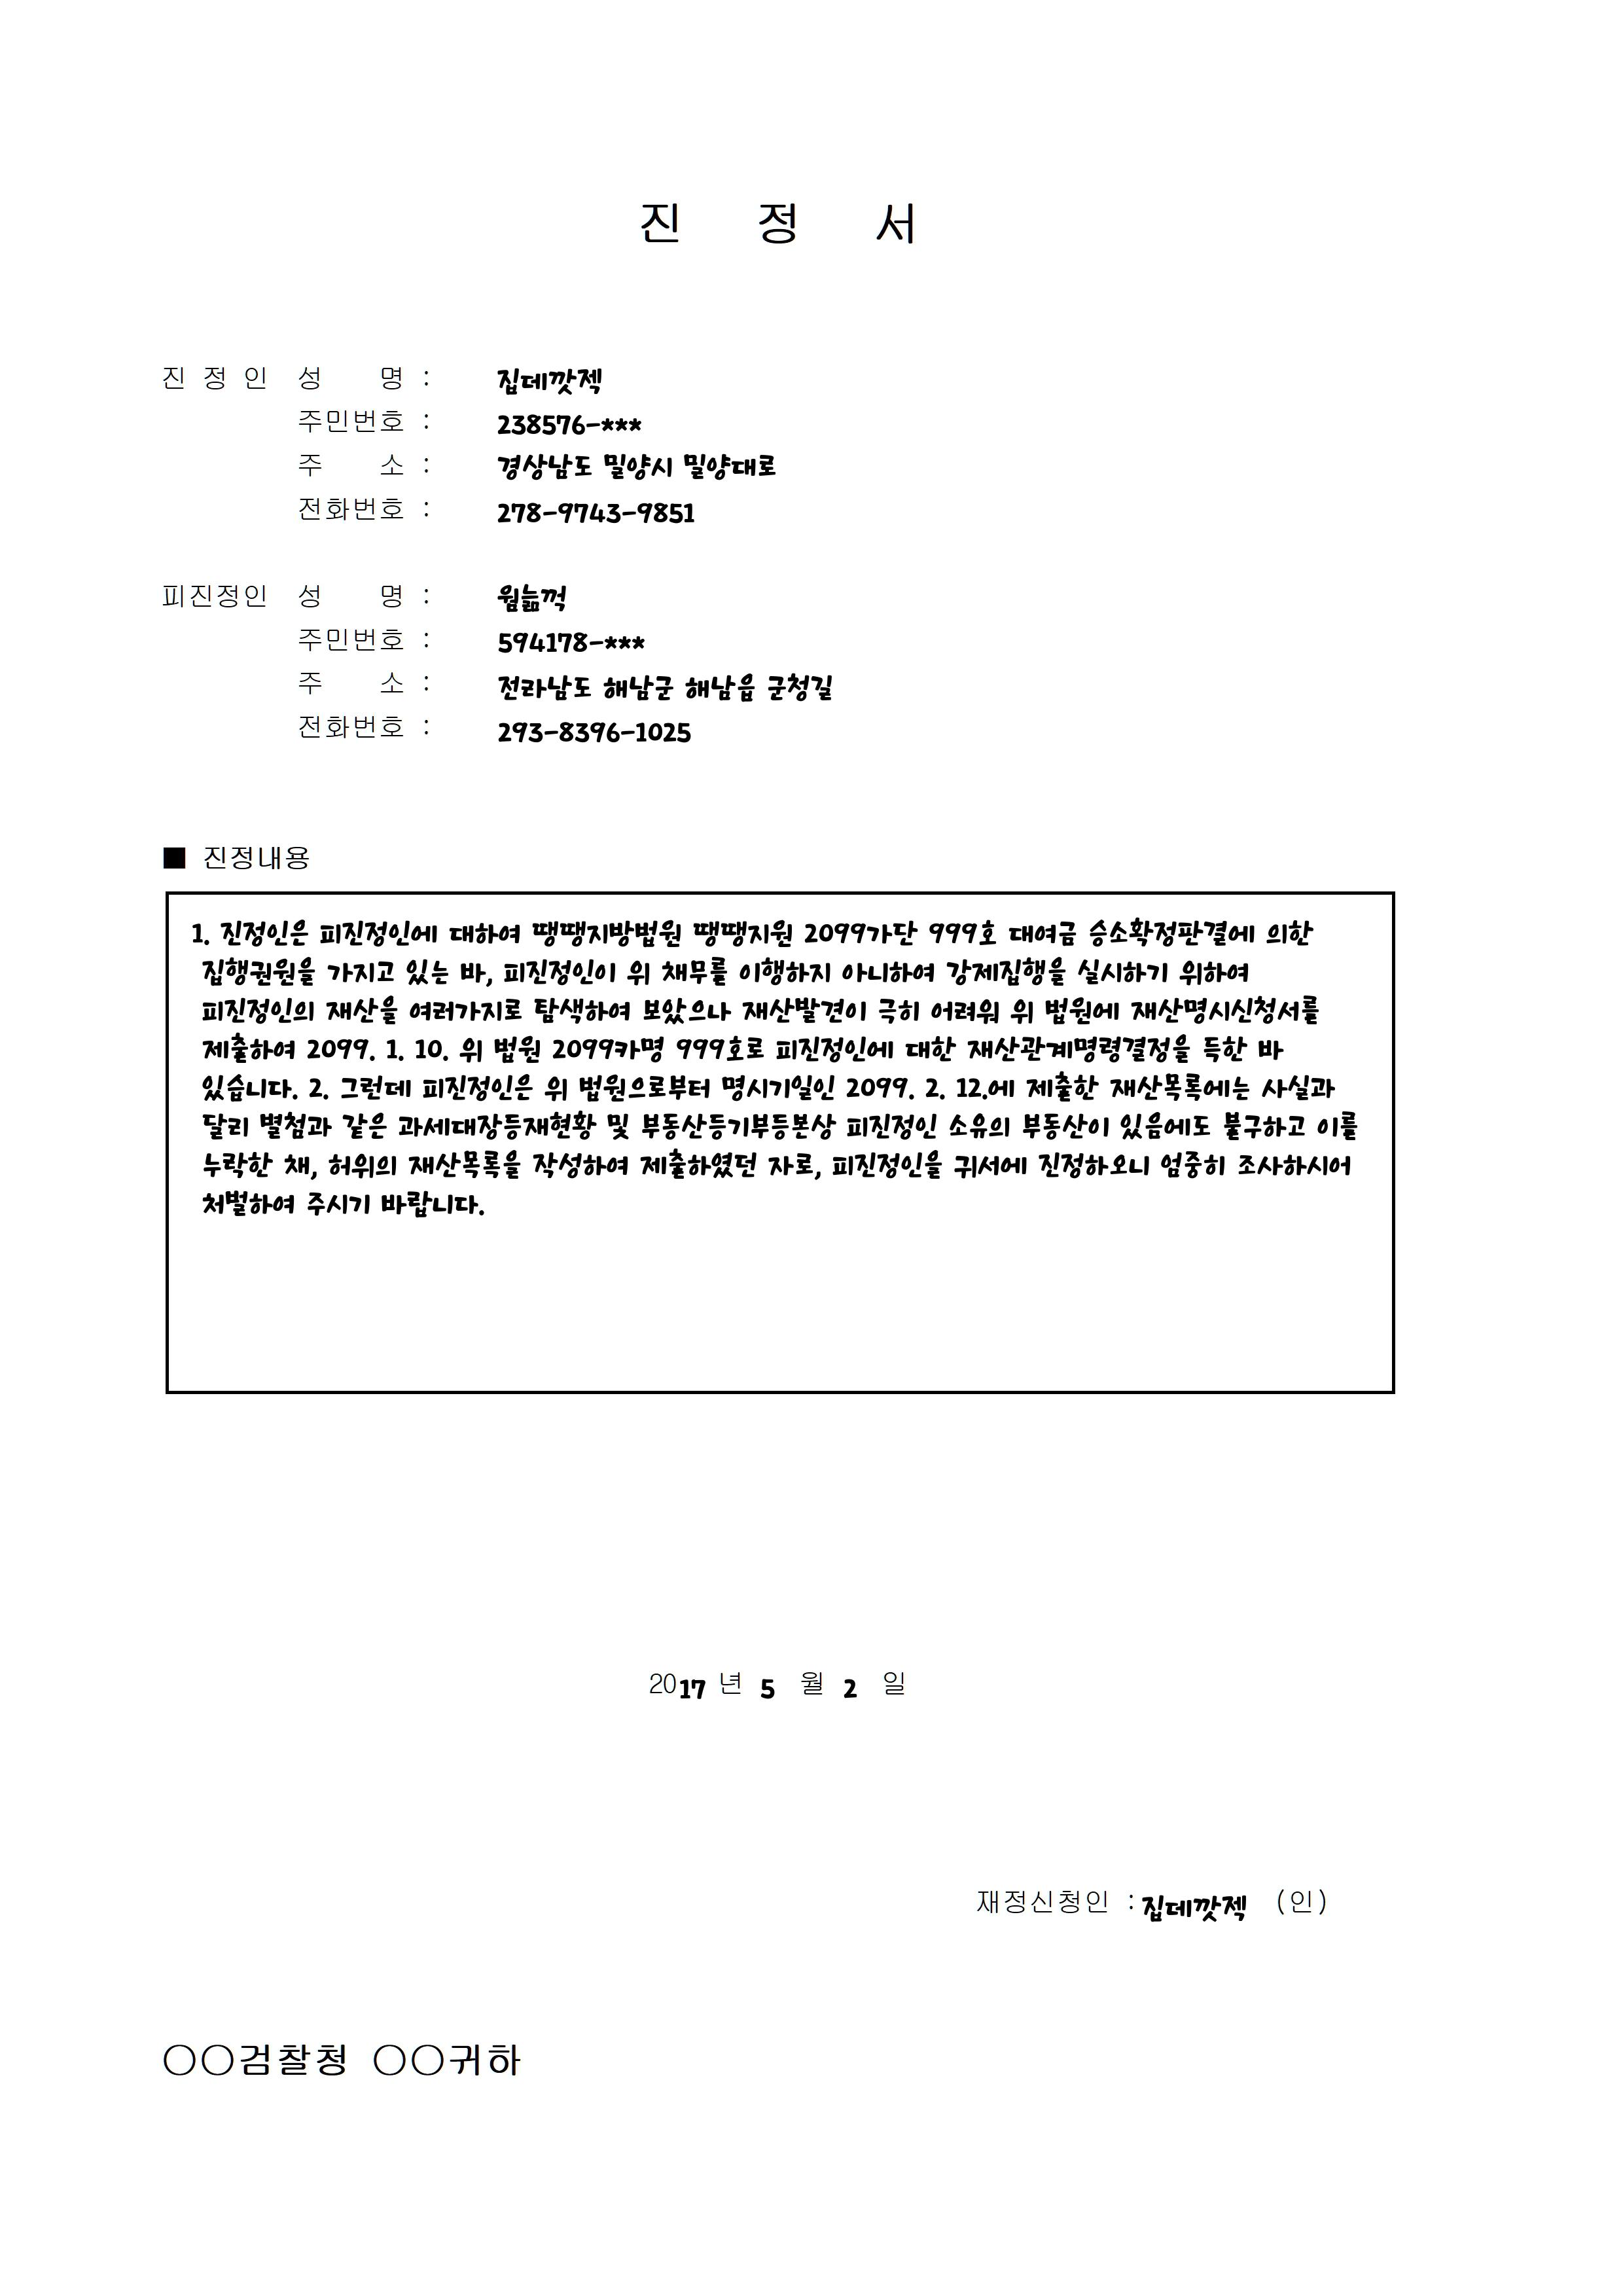 진 정 서
진 정 인 성 명 : 집데깟젝
주민번호 : 238576-***
주 소 : 경상남도 밀양시 밀양대로
전화번호 : 278-9743-9851
피진정인 성 명 : 웜늚꺽
주민번호 : 594178-***
주 소 : 전라남도 해남군 해남읍 군청길
전화번호 : 293-8396-1025
■ 진정내용
1. 진정인은 피진정인에 대하여 땡땡지방법원 땡땡지원 2099가단 999호 대여금 승소확정판결에 의한
집행권원을 가지고 있는 바, 피진정인이 위 채무를 이행하지 아니하여 강제집행을 실시하기 위하여
피진정인의 재산을 여러가지로 탐색하여 보았으나 재산발견이 극히 어려워 위 법원에 재산명시신청서를
제출하여 2099. 1. 10. 위 법원 2099카명 999호로 피진정인에 대한 재산관계명령결정을 득한 바
있습니다. 2. 그런데 피진정인은 위 법원으로부터 명시기일인 2099. 2. 12.에 제출한 재산목록에는 사실과
달리 별첨과 같은 과세대장등재현황 및 부동산등기부등본상 피진정인 소유의 부동산이 있음에도 불구하고 이를
누락한 채, 허위의 재산목록을 작성하여 제출하였던 자로, 피진정인을 귀서에 진정하오니 엄중히 조사하시어
처벌하여 주시기 바랍니다.
2017 년 5 월 2 일
재정신청인 : 집데깟젝 (인)
○○검찰청 ○○귀하